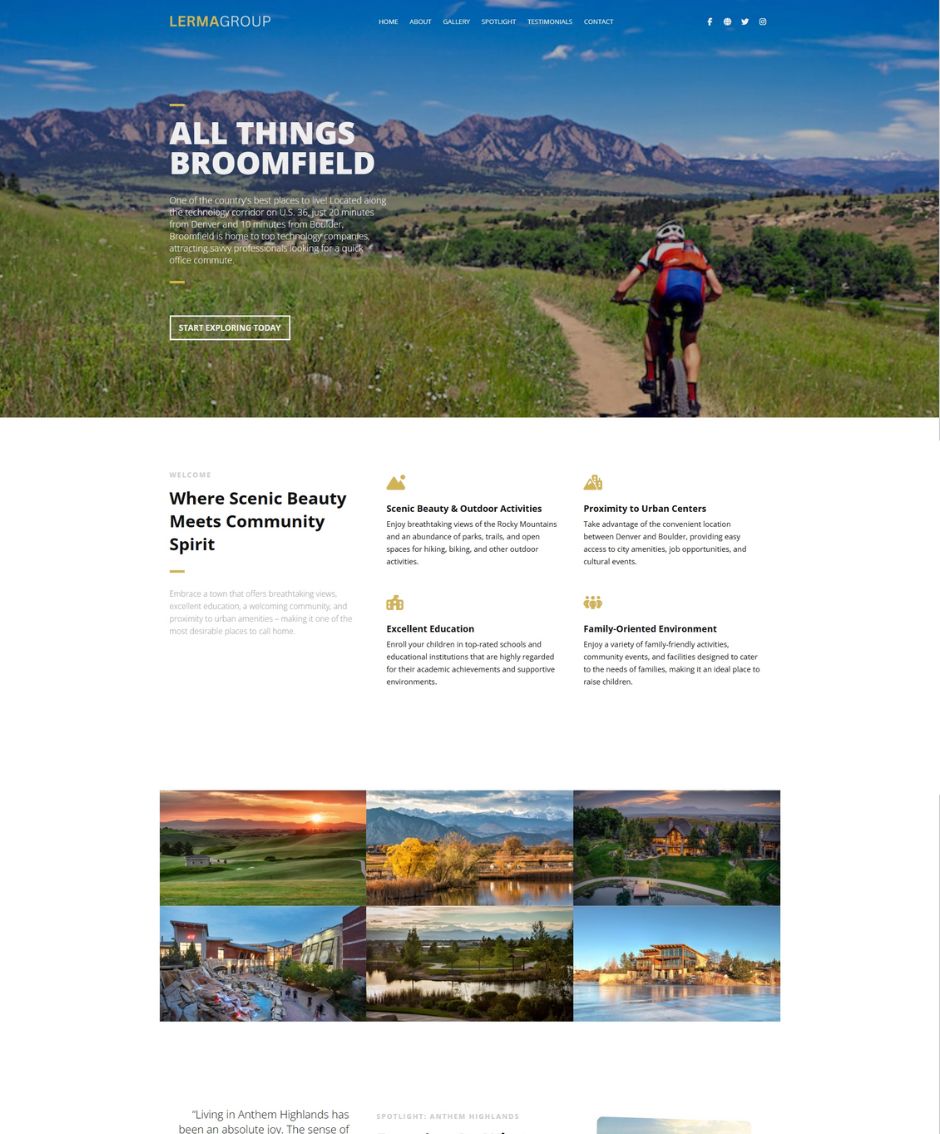 LERMAGROUP
HOME ABOUT GALLERY SPOTLIGHT TESTIMONIALS CONTACT
ALL THINGS
BROOMFIELD
One of the country's best places to live! Located along
the technology corridor on U.S. 36, just 20 minutes
from Denver and 10 minutes from Boulder,
Broomfield is home to top technology companies,
attracting savvy professionals looking for a quick
office commute.
START EXPLORING TODAY
WELCOME
Where Scenic Beauty
Meets Community
Spirit
Embrace a town that offers breathtaking views,
excellent education, a welcoming community, and
proximity to urban amenities – making it one of the
most desirable places to call home.
Scenic Beauty & Outdoor Activities
Enjoy breathtaking views of the Rocky Mountains
and an abundance of parks, trails, and open
spaces for hiking, biking, and other outdoor
activities.
Proximity to Urban Centers
Take advantage of the convenient location
between Denver and Boulder, providing easy
access to city amenities, job opportunities, and
cultural events.
Excellent Education
Enroll your children in top-rated schools and
educational institutions that are highly regarded
for their academic achievements and supportive
environments.
Family-Oriented Environment
Enjoy a variety of family-friendly activities,
community events, and facilities designed to cater
to the needs of families, making it an ideal place to
raise children.
"Living in Anthem Highlands has
been an absolute joy. The sense of
SPOTLIGHT: ANTHEM HIGHLANDS